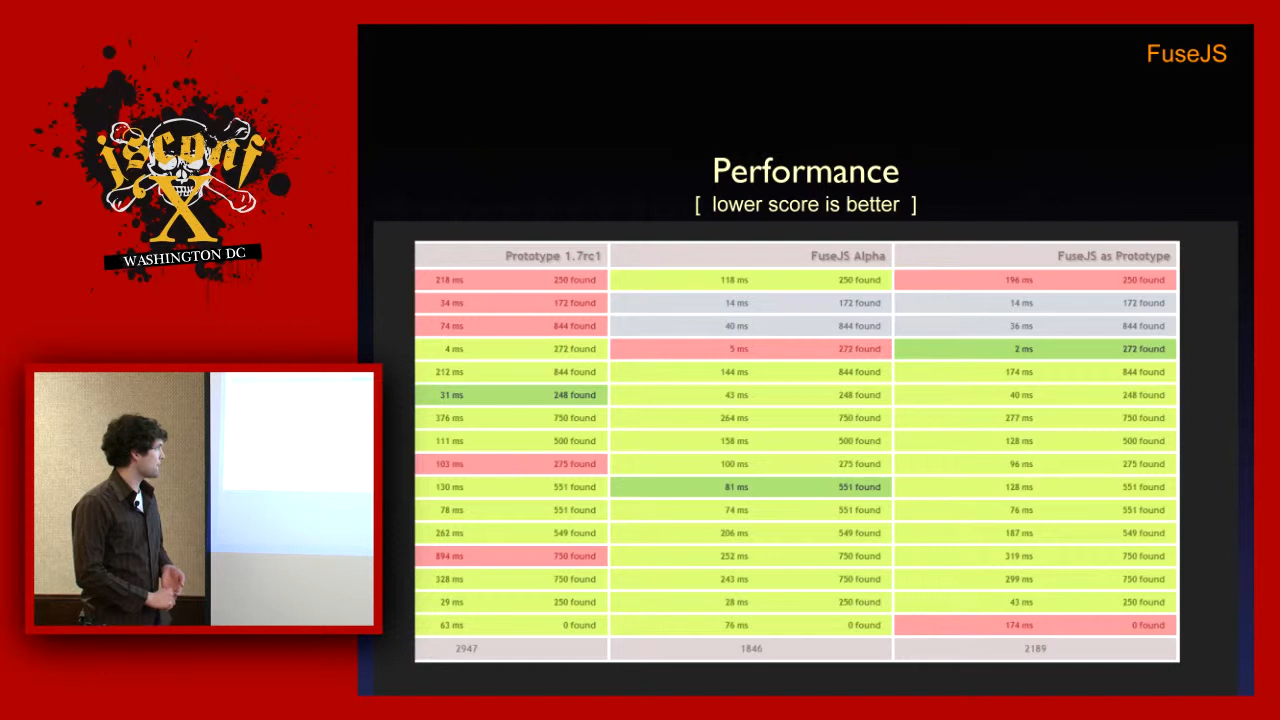 jsconf
X
WASHINGTON DC
FuseJS
Performance
[ lower score is better ]
Prototype 1.7rc1 FuseJS Alpha FuseJS as Prototype
218 ms 250 found 118 ms 250 found 196 ms 250 found
34 ms 172 found 14 ms 172 found 14 ms 172 found
74 ms 844 found 40 ms 844 found 36 ms 844 found
4 ms 272 found 5 ms 272 found 2 ms 272 found
212 ms 844 found 144 ms 844 found 174 ms 844 found
31 ms 248 found 43 ms 248 found 40 ms 248 found
376 ms 750 found 264 ms 750 found 277 ms 750 found
111 ms 500 found 158 ms 500 found 128 ms 500 found
103 ms 275 found 100 ms 275 found 96 ms 275 found
130 ms 551 found 81 ms 551 found 128 ms 551 found
78 ms 551 found 74 ms 551 found 76 ms 551 found
262 ms 549 found 206 ms 549 found 187 ms 549 found
894 ms 750 found 252 ms 750 found 319 ms 750 found
328 ms 750 found 243 ms 750 found 299 ms 750 found
29 ms 250 found 28 ms 250 found 43 ms 250 found
63 ms 0 found 76 ms 0 found 174 ms 0 found
2947 1846 2189